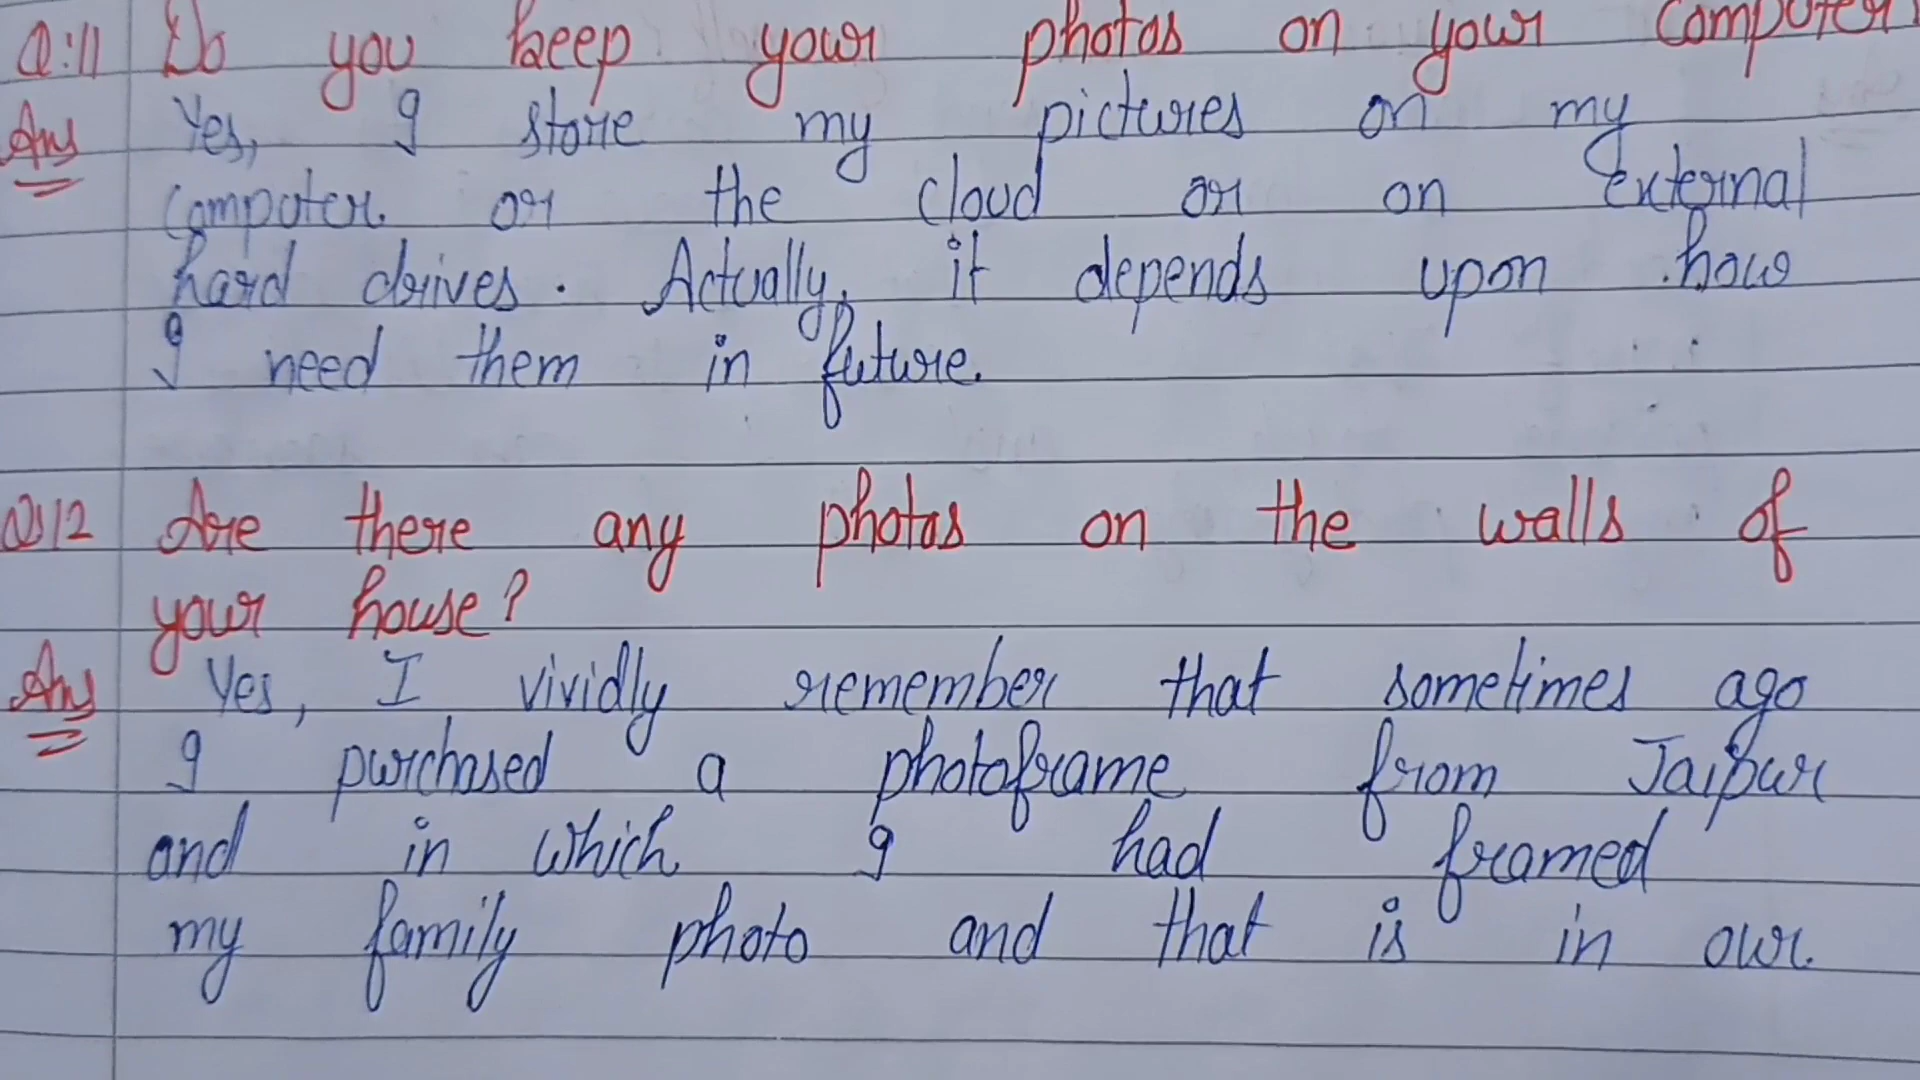 Q:11 Do you keep your photos on your computer
Ans Yes, I store my pictures on my
computer or the cloud or on external
hard drives. Actually, it depends upon how
I need them in future.
Q:12 Are there any photos on the walls of
your house?
Ans Yes, I vividly remember that sometimes ago
I purchased a photoframe from Jaipur
and in which I had framed
my family photo and that is in our